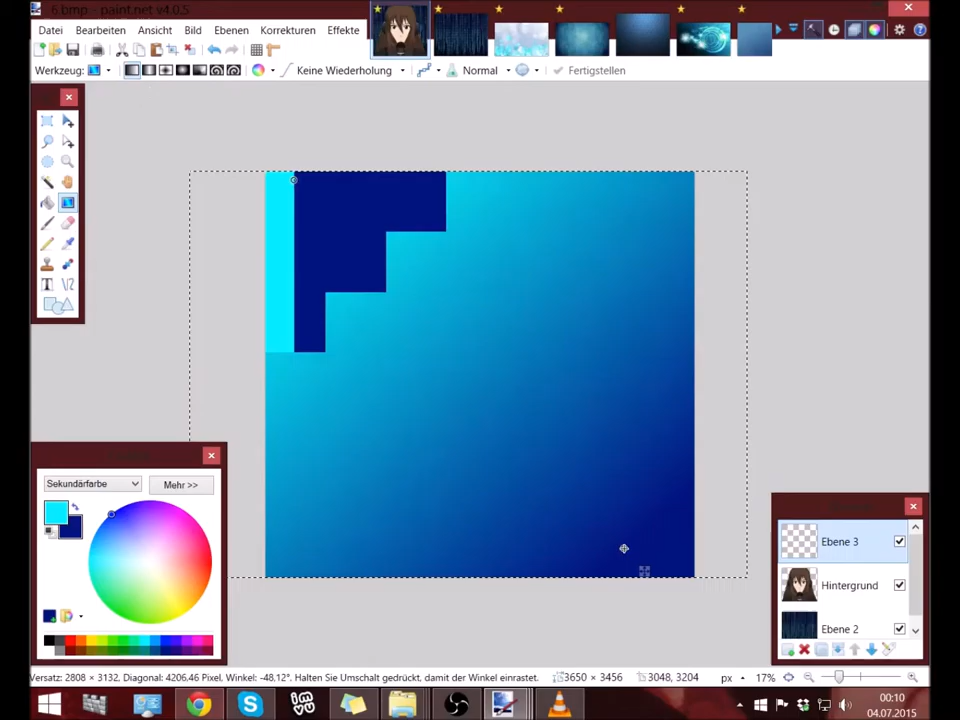 6.bmp - paint.net v4.0.5
Datei Bearbeiten Ansicht Bild Ebenen Korrekturen Effekte
Werkzeug: Keine Wiederholung Normal Fertigstellen
Sekundärfarbe Mehr >>
Ebene 3
Hintergrund
Ebene 2
Versatz: 2808 x 3132, Diagonal: 4206.46 Pixel. Winkel: -48.12°. Halten Sie Umschalt gedrückt, damit der Winkel einrastet. 3650 × 3456 3048, 3204 px 17%
00:10
04.07.2015